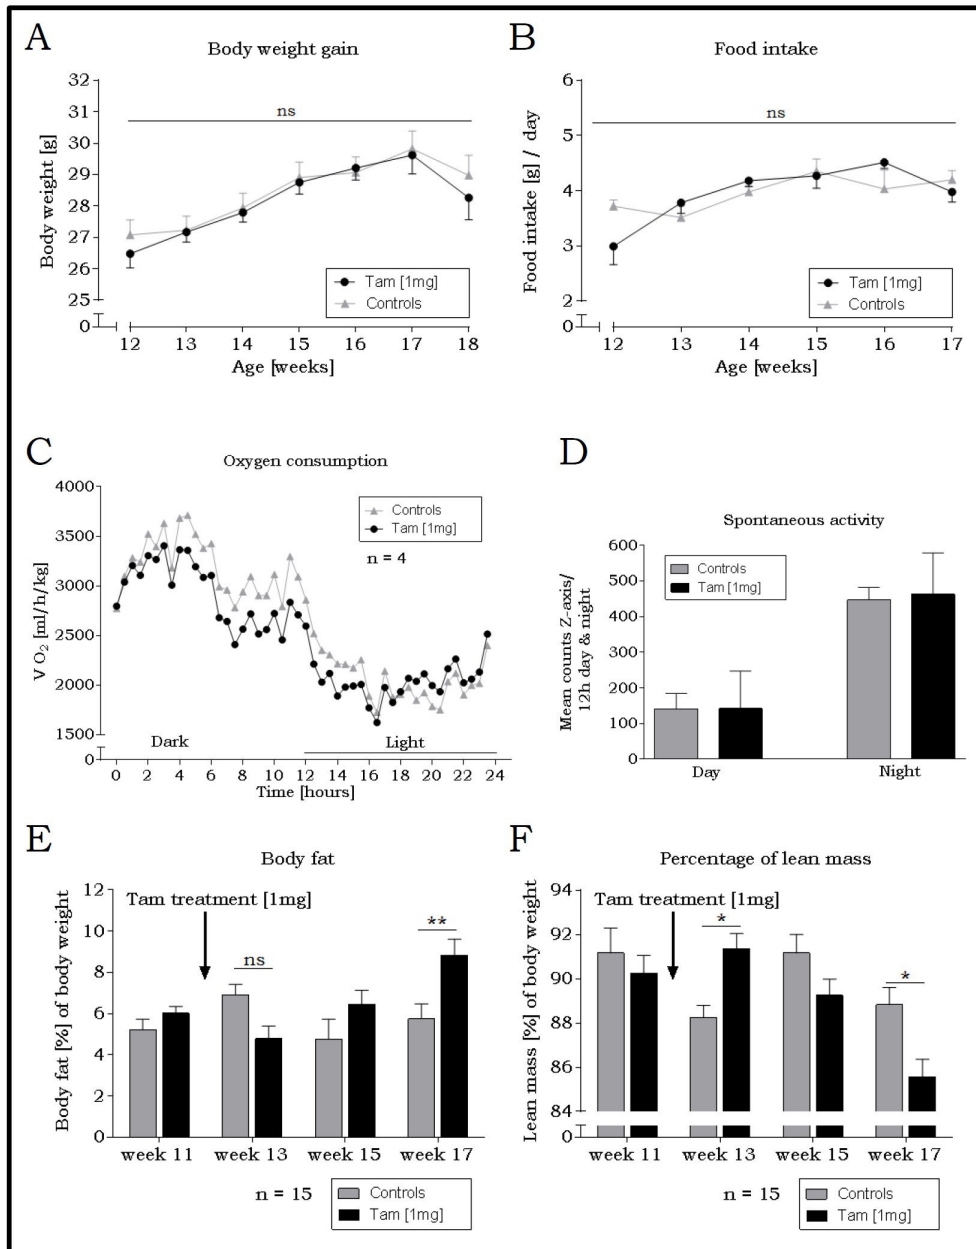 A
Body weight gain
32
31
30
29
28
27
26
25
0
Body weight [g]
ns
Tam [1mg]
Controls
12 13 14 15 16 17 18
Age [weeks]
B
Food intake
6
5
4
3
2
0
Food intake [g] / day
ns
Tam [1mg]
Controls
12 13 14 15 16 17
Age [weeks]
C
Oxygen consumption
4000
3500
3000
2500
2000
1500
0
V O₂ [ml/h/kg]
Controls
Tam [1mg]
n = 4
Dark Light
0 2 4 6 8 10 12 14 16 18 20 22 24
Time [hours]
D
Spontaneous activity
600
500
400
300
200
100
0
Mean counts Z-axis/
12h day & night
Controls
Tam [1mg]
Day Night
E
Body fat
12
10
8
6
4
2
0
Body fat [%] of body weight
Tam treatment [1mg]
ns
**
week 11 week 13 week 15 week 17
n = 15
Controls
Tam [1mg]
F
Percentage of lean mass
94
92
90
88
86
84
0
Lean mass [%] of body weight
Tam treatment [1mg]
*
*
week 11 week 13 week 15 week 17
n = 15
Controls
Tam [1mg]